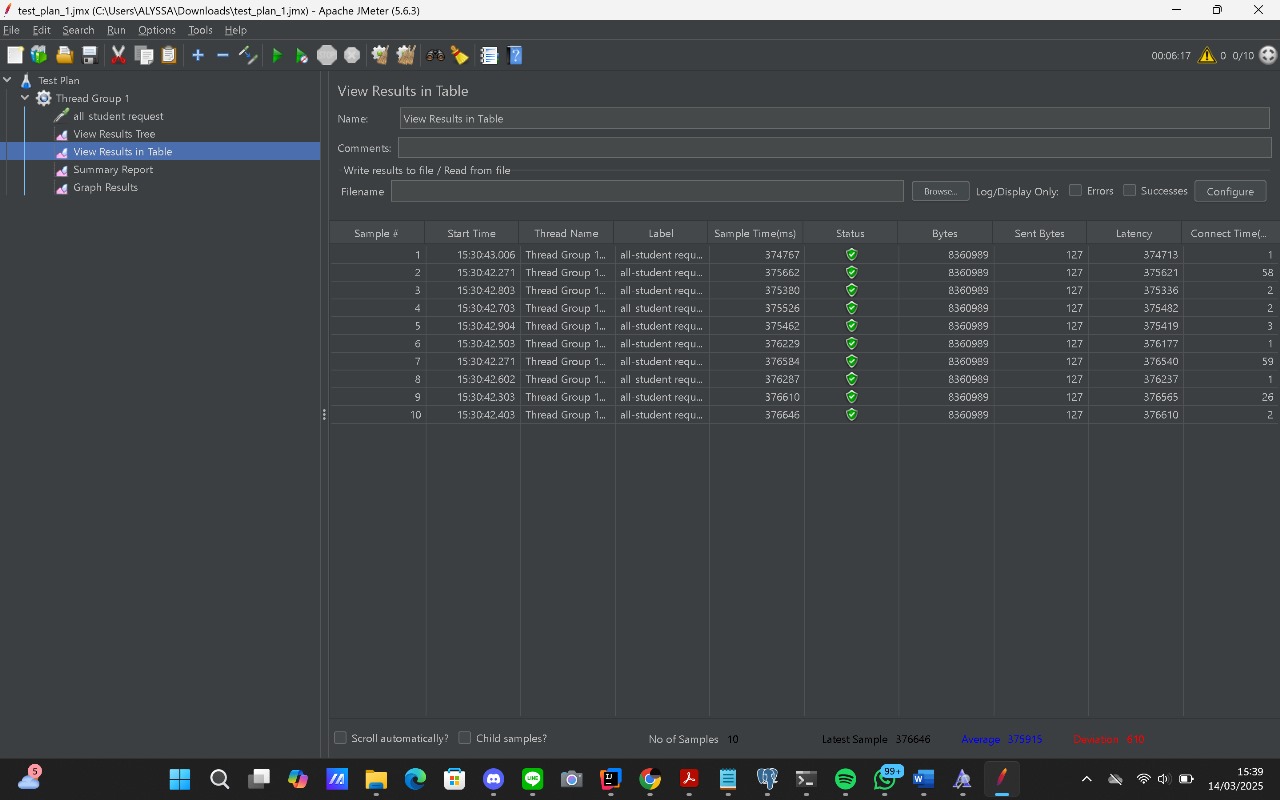 test_plan_1.jmx (C:\Users\ALYSSA\Downloads\test_plan_1.jmx) - Apache JMeter (5.6.3)
File Edit Search Run Options Tools Help
00:06:17 0 0/10
Test Plan
Thread Group 1
all-student request
View Results Tree
View Results in Table
Summary Report
Graph Results
View Results in Table
Name: View Results in Table
Comments:
Write results to file / Read from file
Filename Browse... Log/Display Only: Errors Successes Configure
Sample # Start Time Thread Name Label Sample Time(ms) Status Bytes Sent Bytes Latency Connect Time(...
1 15:30:43.006 Thread Group 1... all-student requ... 374767 8360989 127 374713 1
2 15:30:42.271 Thread Group 1... all-student requ... 375662 8360989 127 375621 58
3 15:30:42.803 Thread Group 1... all-student requ... 375380 8360989 127 375336 2
4 15:30:42.703 Thread Group 1... all-student requ... 375526 8360989 127 375482 2
5 15:30:42.904 Thread Group 1... all-student requ... 375462 8360989 127 375419 3
6 15:30:42.503 Thread Group 1... all-student requ... 376229 8360989 127 376177 1
7 15:30:42.271 Thread Group 1... all-student requ... 376584 8360989 127 376540 59
8 15:30:42.602 Thread Group 1... all-student requ... 376287 8360989 127 376237 1
9 15:30:42.303 Thread Group 1... all-student requ... 376610 8360989 127 376565 26
10 15:30:42.403 Thread Group 1... all-student requ... 376646 8360989 127 376610 2
Scroll automatically? Child samples? No of Samples 10 Latest Sample 376646 Average 375915 Deviation 610
5
99+
15:39
14/03/2025